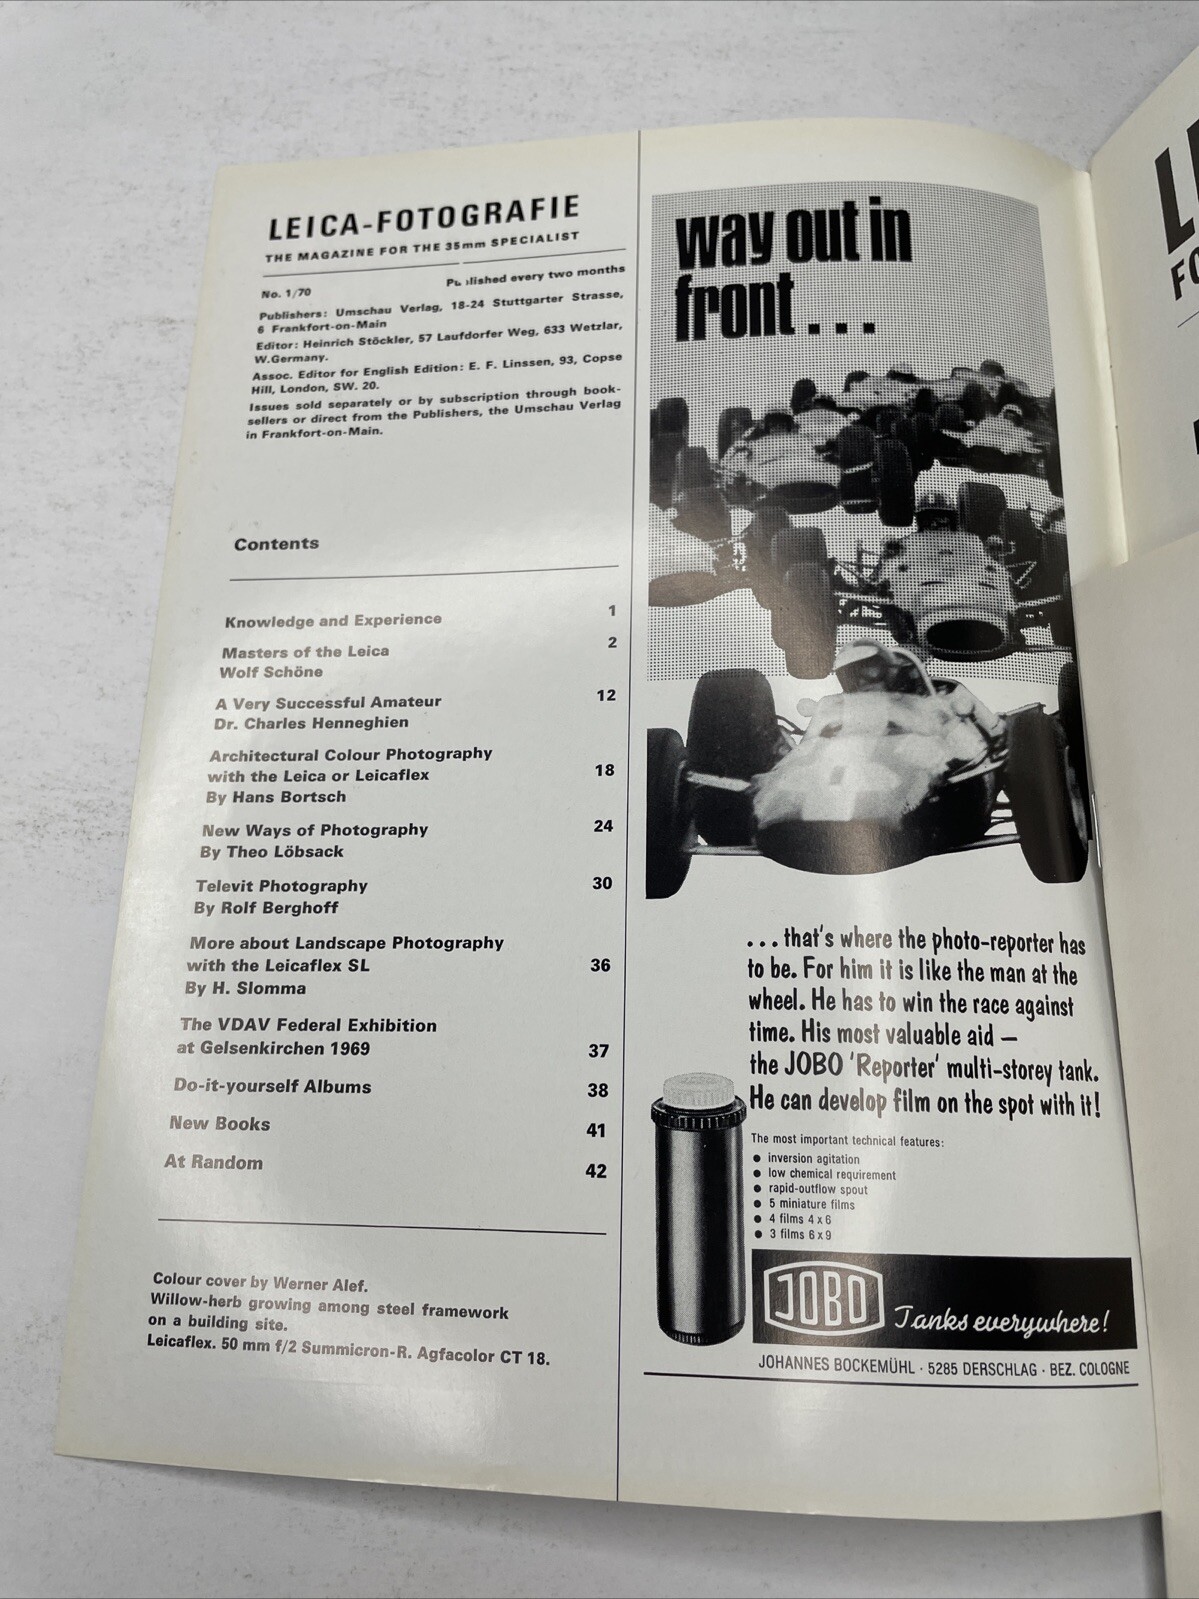 LEICA-FOTOGRAFIE
THE MAGAZINE FOR THE 35mm SPECIALIST
No. 1/70
Published every two months
Publishers: Umschau Verlag, 18-24 Stuttgarter Strasse,
6 Frankfort-on-Main
Editor: Heinrich Stöckler, 57 Laufdorfer Weg, 633 Wetzlar,
W.Germany.
Assoc. Editor for English Edition: E. F. Linssen, 93, Copse
Hill, London, SW. 20.
Issues sold separately or by subscription through book-
sellers or direct from the Publishers, the Umschau Verlag
in Frankfort-on-Main.
Contents
Knowledge and Experience 1
Masters of the Leica 2
Wolf Schöne
A Very Successful Amateur 12
Dr. Charles Henneghien
Architectural Colour Photography
with the Leica or Leicaflex 18
By Hans Bortsch
New Ways of Photography 24
By Theo Löbsack
Televit Photography 30
By Rolf Berghoff
More about Landscape Photography
with the Leicaflex SL 36
By H. Slomma
The VDAV Federal Exhibition
at Gelsenkirchen 1969 37
Do-it-yourself Albums 38
New Books 41
At Random 42
Colour cover by Werner Alef.
Willow-herb growing among steel framework
on a building site.
Leicaflex. 50 mm f/2 Summicron-R. Agfacolor CT 18.
way out in
front...
...that's where the photo-reporter has
to be. For him it is like the man at the
wheel. He has to win the race against
time. His most valuable aid –
the JOBO 'Reporter' multi-storey tank.
He can develop film on the spot with it!
The most important technical features:
● inversion agitation
● low chemical requirement
● rapid-outflow spout
● 5 miniature films
● 4 films 4x6
● 3 films 6x9
JOBO Tanks everywhere!
JOHANNES BOCKEMÜHL · 5285 DERSCHLAG · BEZ. COLOGNE